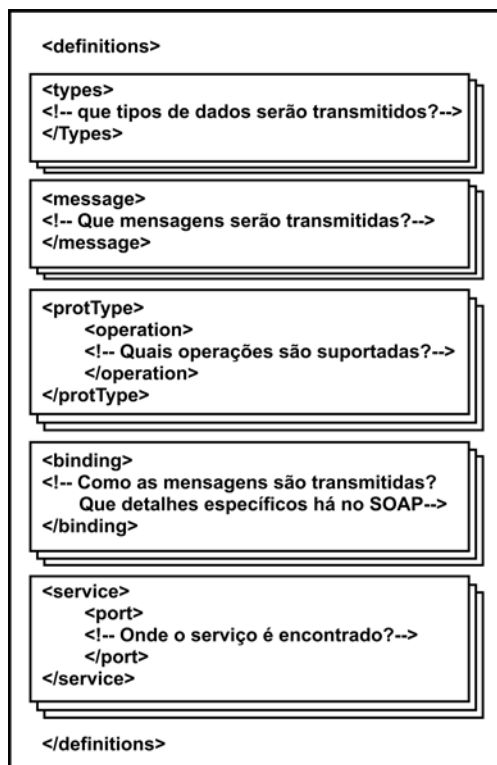 <definitions>
<types>
<!-- que tipos de dados serão transmitidos?-->
</Types>
<message>
<!-- Que mensagens serão transmitidas?-->
</message>
<protType>
<operation>
<!-- Quais operações são suportadas?-->
</operation>
</protType>
<binding>
<!-- Como as mensagens são transmitidas?
Que detalhes específicos há no SOAP-->
</binding>
<service>
<port>
<!-- Onde o serviço é encontrado?-->
</port>
</service>
</definitions>